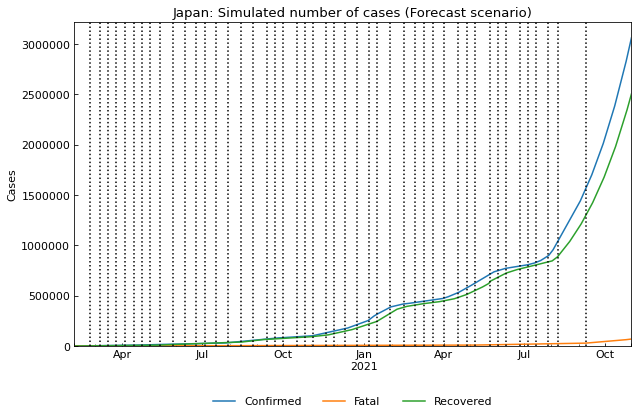 Japan: Simulated number of cases (Forecast scenario)
Cases
3000000
2500000
2000000
1500000
1000000
500000
0
Apr Jul Oct Jan Apr Jul Oct
2021
Confirmed Fatal Recovered